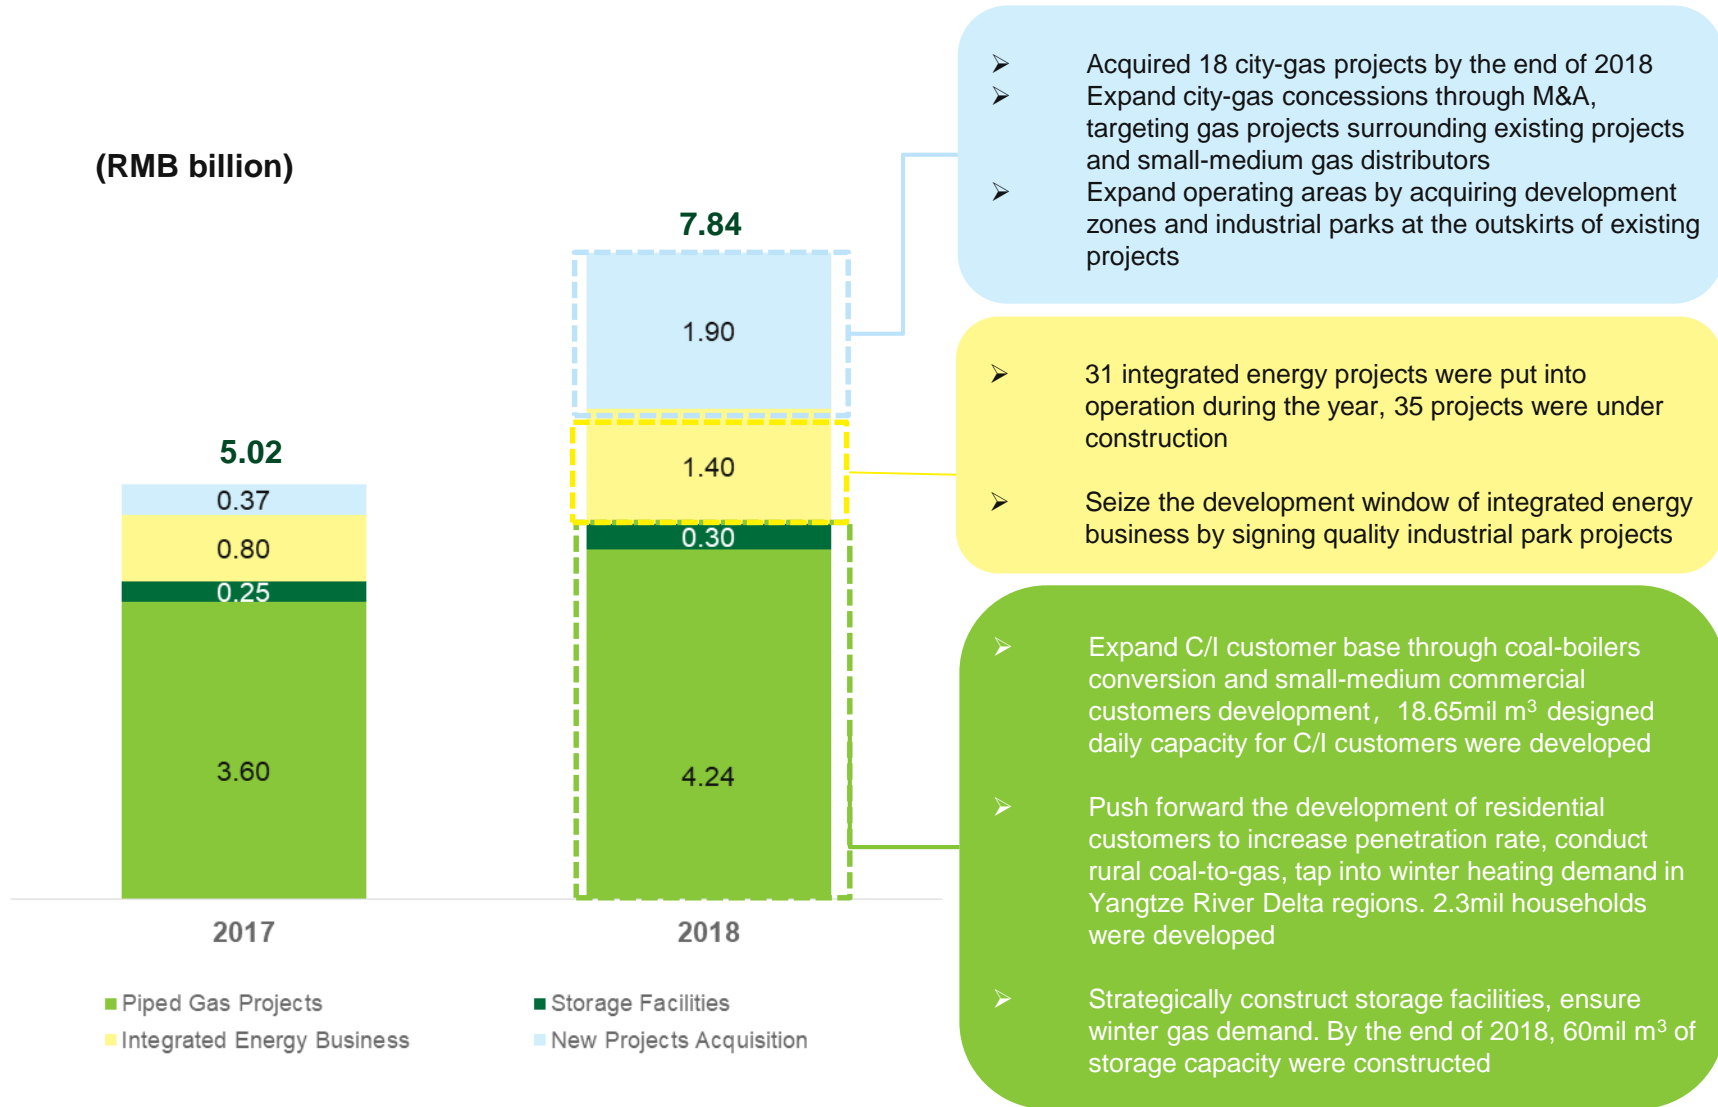 (RMB billion)
5.02
0.37
0.80
0.25
3.60
2017
7.84
1.90
1.40
0.30
4.24
2018
■ Piped Gas Projects
■ Storage Facilities
■ Integrated Energy Business
■ New Projects Acquisition
➢ Acquired 18 city-gas projects by the end of 2018
➢ Expand city-gas concessions through M&A,
targeting gas projects surrounding existing projects
and small-medium gas distributors
➢ Expand operating areas by acquiring development
zones and industrial parks at the outskirts of existing
projects
➢ 31 integrated energy projects were put into
operation during the year, 35 projects were under
construction
➢ Seize the development window of integrated energy
business by signing quality industrial park projects
➢ Expand C/I customer base through coal-boilers
conversion and small-medium commercial
customers development，18.65mil m³ designed
daily capacity for C/I customers were developed
➢ Push forward the development of residential
customers to increase penetration rate, conduct
rural coal-to-gas, tap into winter heating demand in
Yangtze River Delta regions. 2.3mil households
were developed
➢ Strategically construct storage facilities, ensure
winter gas demand. By the end of 2018, 60mil m³ of
storage capacity were constructed